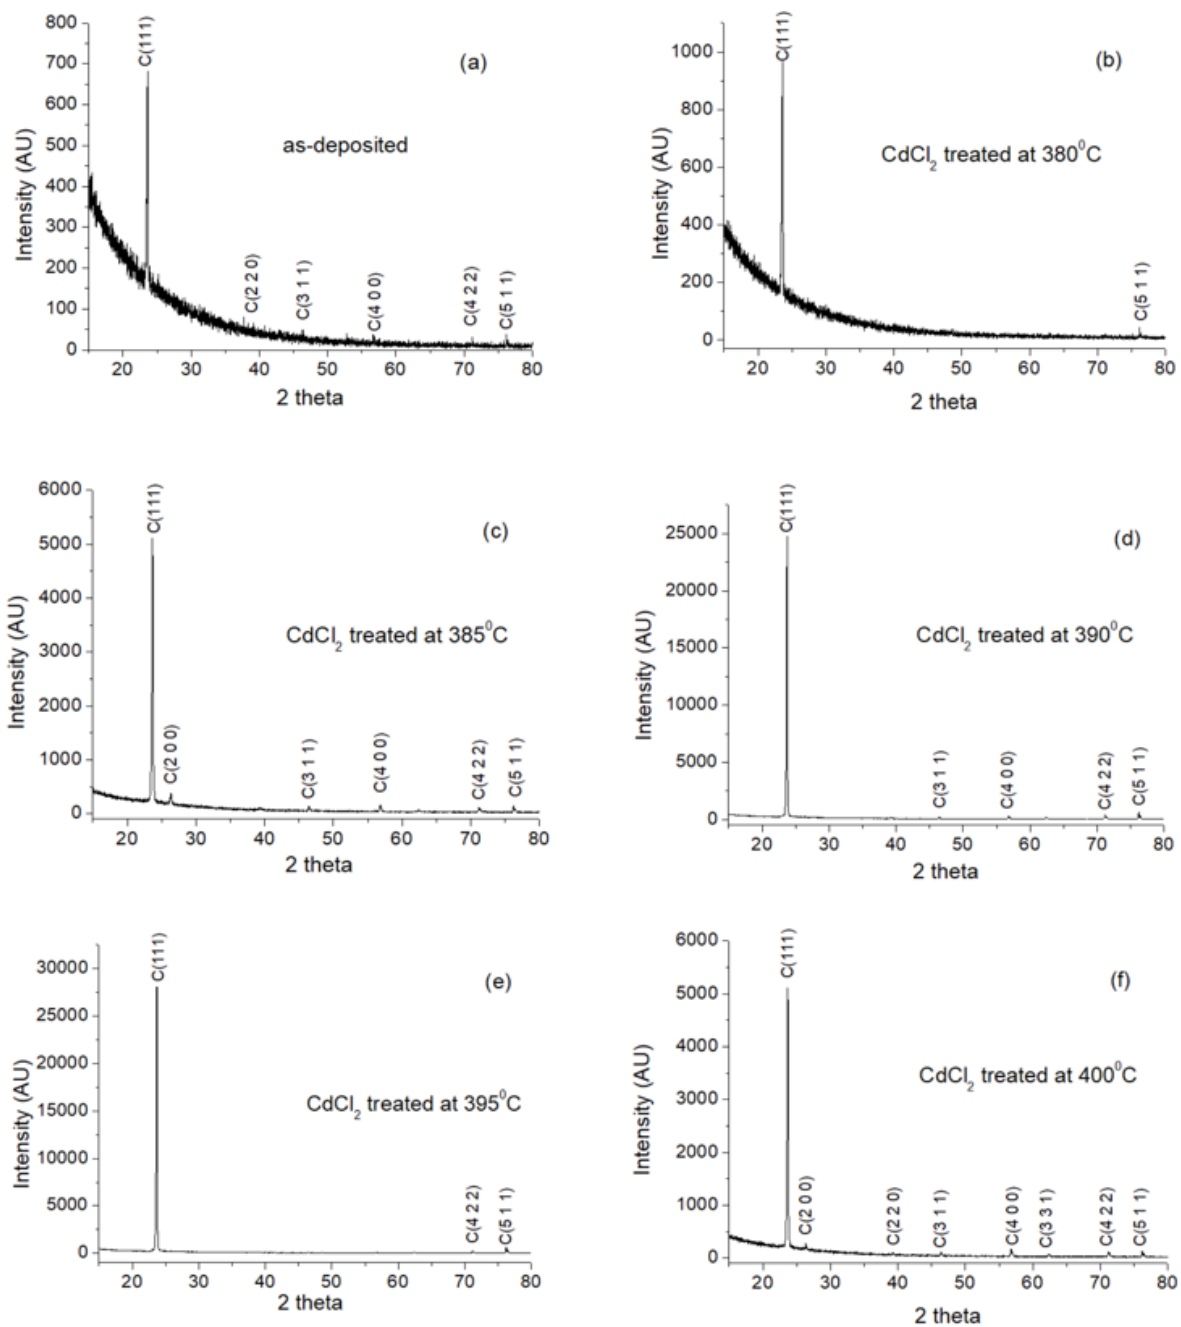 800
700
600
500
400
300
200
100
0
Intensity (AU)
C(111)
(a)
as-deposited
C(2 2 0)
C(3 1 1)
C(4 0 0)
C(4 2 2)
C(5 1 1)
20 30 40 50 60 70 80
2 theta
1000
800
600
400
200
0
Intensity (AU)
C(111)
(b)
CdCl₂ treated at 380⁰C
C(5 1 1)
20 30 40 50 60 70 80
2 theta
6000
5000
4000
3000
2000
1000
0
Intensity (AU)
C(111)
(c)
CdCl₂ treated at 385⁰C
C(2 0 0)
C(3 1 1)
C(4 0 0)
C(4 2 2)
C(5 1 1)
20 30 40 50 60 70 80
2 theta
25000
20000
15000
10000
5000
0
Intensity (AU)
C(111)
(d)
CdCl₂ treated at 390⁰C
C(3 1 1)
C(4 0 0)
C(4 2 2)
C(5 1 1)
20 30 40 50 60 70 80
2 theta
30000
25000
20000
15000
10000
5000
0
Intensity (AU)
C(111)
(e)
CdCl₂ treated at 395⁰C
C(4 2 2)
C(5 1 1)
20 30 40 50 60 70 80
2 theta
6000
5000
4000
3000
2000
1000
0
Intensity (AU)
C(111)
(f)
CdCl₂ treated at 400⁰C
C(2 0 0)
C(2 2 0)
C(3 1 1)
C(4 0 0)
C(3 3 1)
C(4 2 2)
C(5 1 1)
20 30 40 50 60 70 80
2 theta